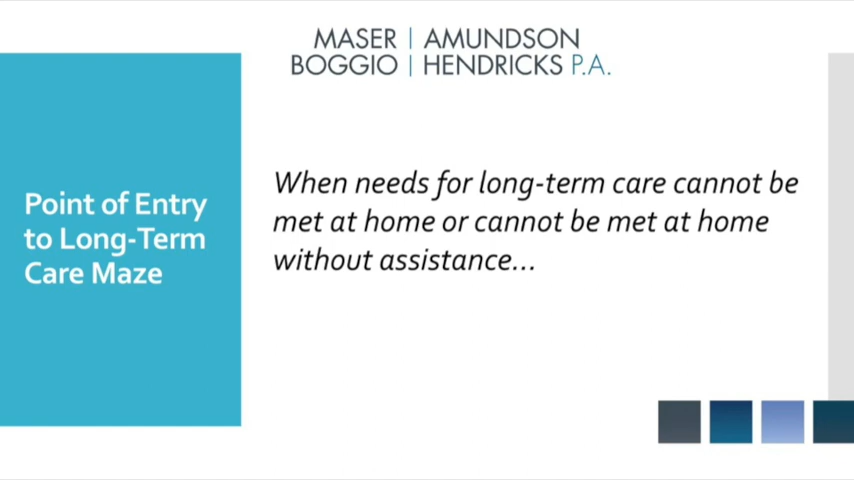 MASER | AMUNDSON
BOGGIO | HENDRICKS P.A.
Point of Entry
to Long-Term
Care Maze
When needs for long-term care cannot be
met at home or cannot be met at home
without assistance...